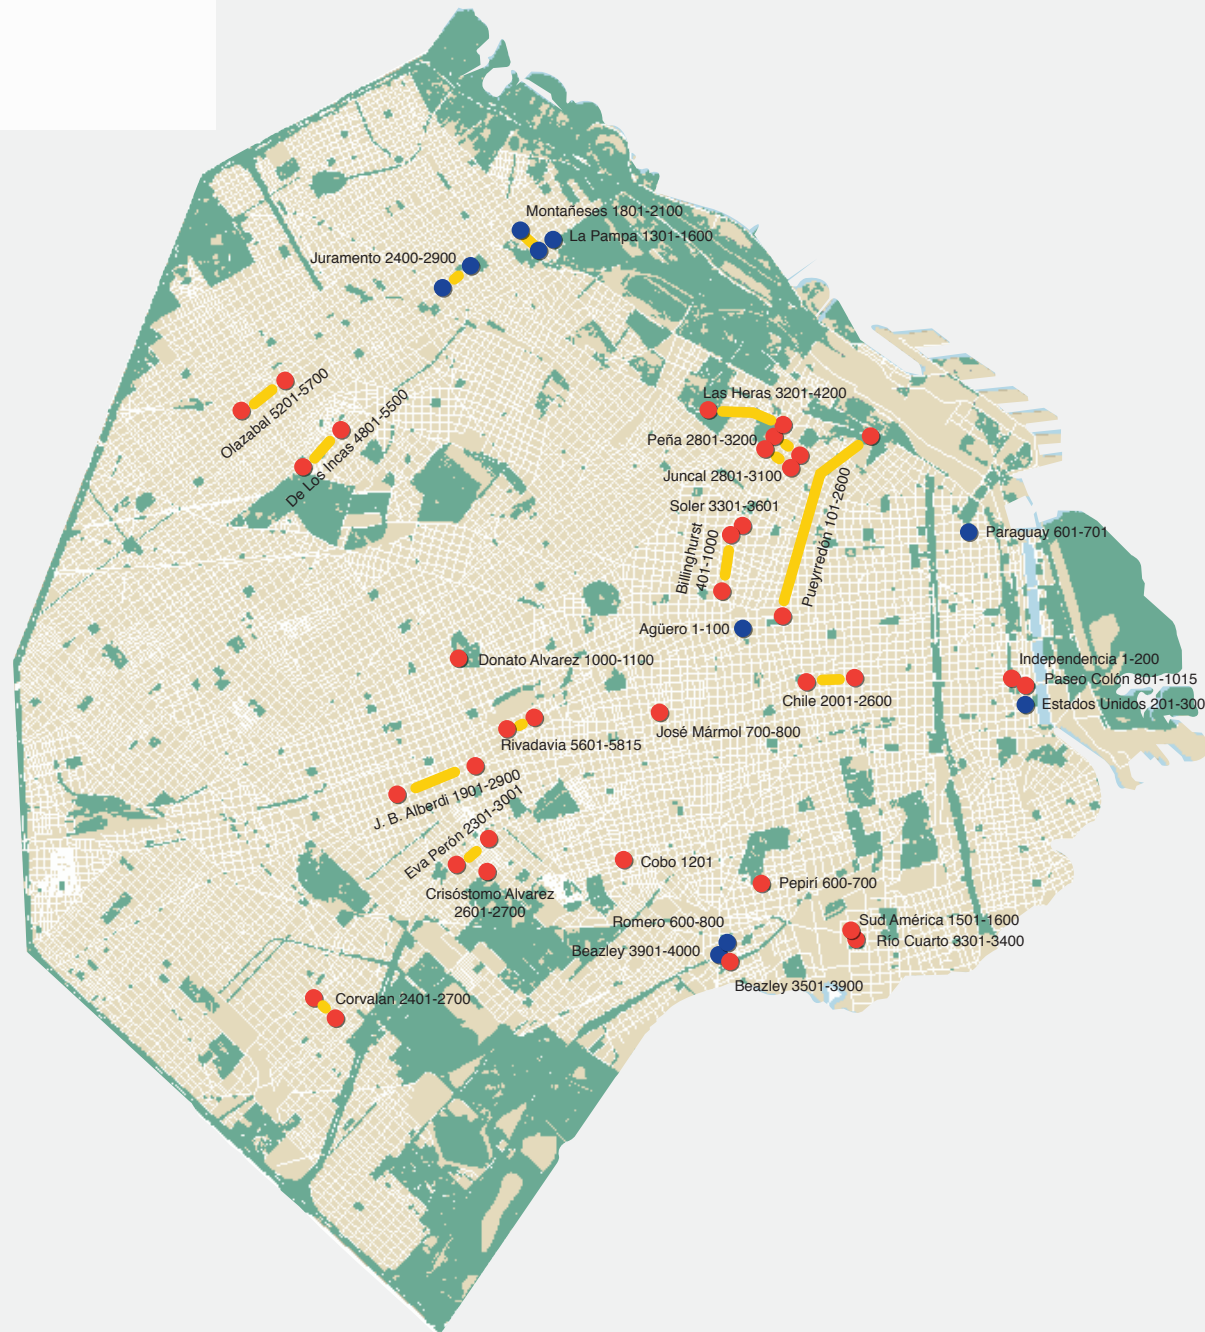 Montañeses 1801-2100
La Pampa 1301-1600
Juramento 2400-2900
Olazabal 5201-5700
De Los Incas 4801-5500
Las Heras 3201-4200
Peña 2801-3200
Juncal 2801-3100
Pueyrredón 101-2600
Soler 3301-3601
Billinghurst
401-1000
Paraguay 601-701
Agüero 1-100
Donato Alvarez 1000-1100
Independencia 1-200
Paseo Colón 801-1015
Estados Unidos 201-300
Chile 2001-2600
José Mármol 700-800
Rivadavia 5601-5815
J. B. Alberdi 1901-2900
Eva Perón 2301-3001
Crisóstomo Alvarez
2601-2700
Cobo 1201
Pepirí 600-700
Romero 600-800
Sud América 1501-1600
Río Cuarto 3301-3400
Beazley 3901-4000
Beazley 3501-3900
Corvalan 2401-2700